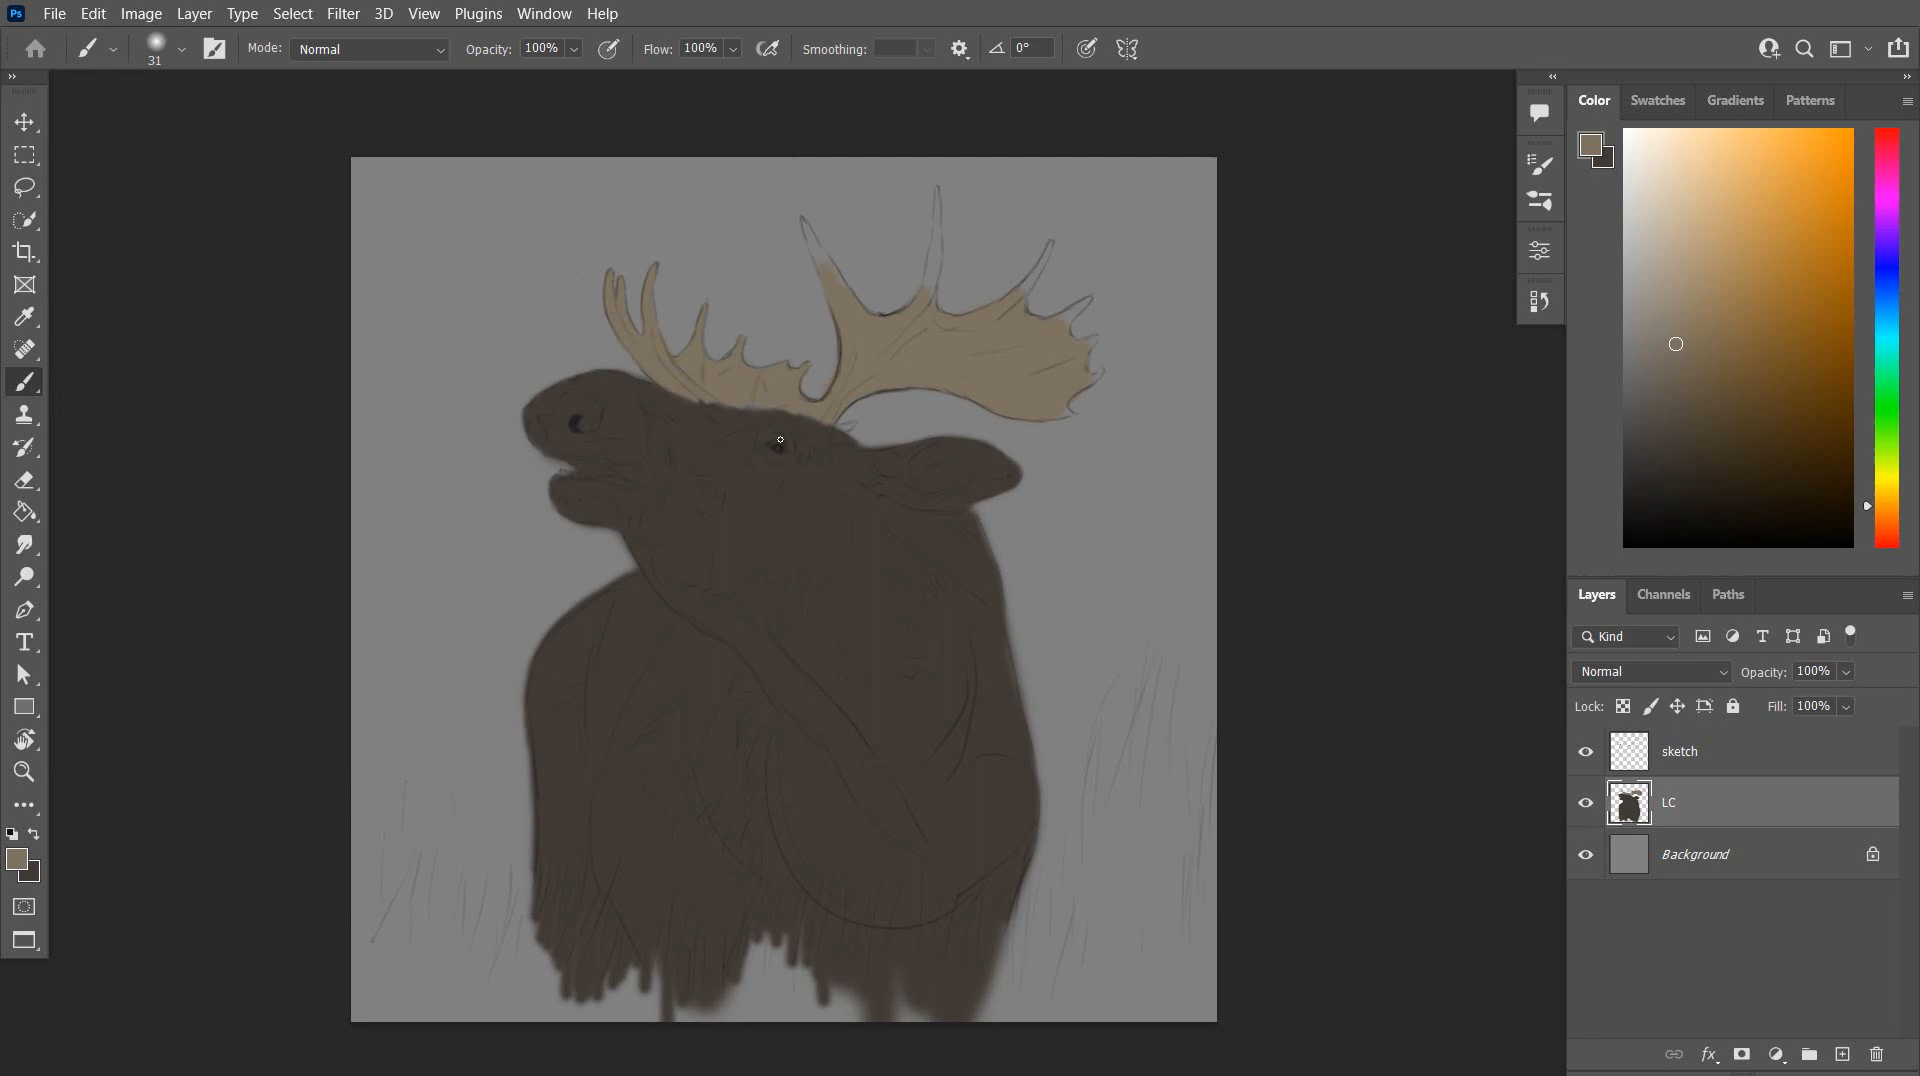 Ps File Edit Image Layer Type Select Filter 3D View Plugins Window Help
31 Mode: Normal Opacity: 100% Flow: 100% Smoothing: 0°
Color Swatches Gradients Patterns
Layers Channels Paths
Kind
Normal Opacity: 100%
Lock: Fill: 100%
sketch
LC
Background
fx